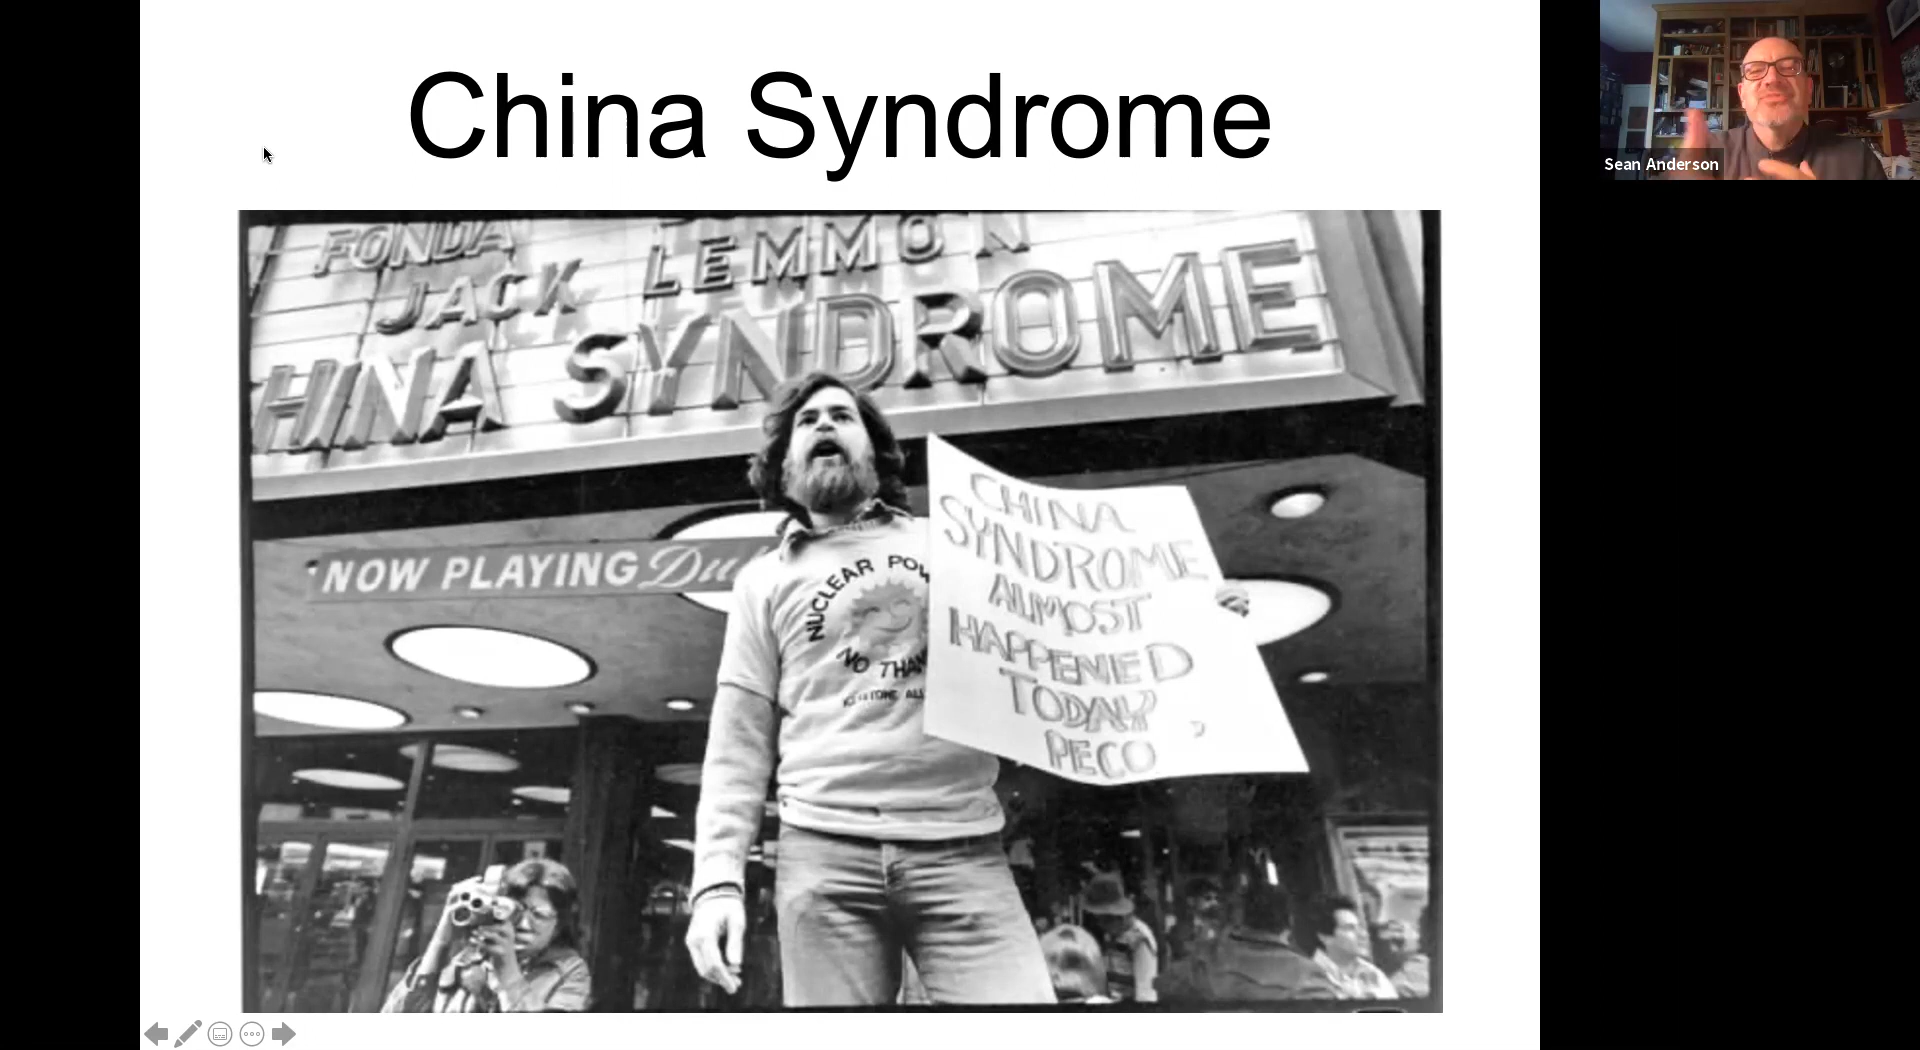 China Syndrome
Sean Anderson
FONDA
JACK LEMMON
HINA SYNDROME
NOW PLAYING
CHINA
SYNDROME
ALMOST
HAPPENED
TODAY,
PECO
NUCLEAR POW
NO THAN